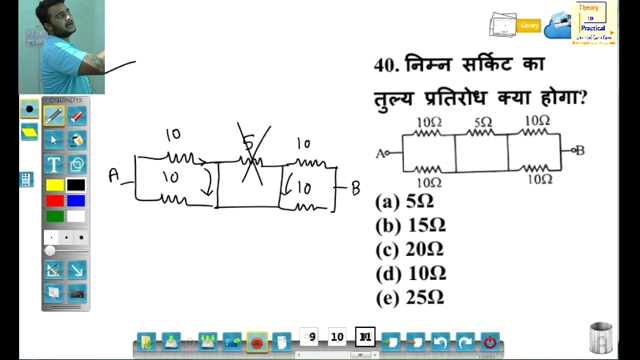 Library
Theory
to
Practical
40. निम्न सर्किट का
तुल्य प्रतिरोध क्या होगा?
10Ω 5Ω 10Ω
A B
10Ω 10Ω
(a) 5Ω
(b) 15Ω
(c) 20Ω
(d) 10Ω
(e) 25Ω
10 5 10
A 10 10 B
9 10 11